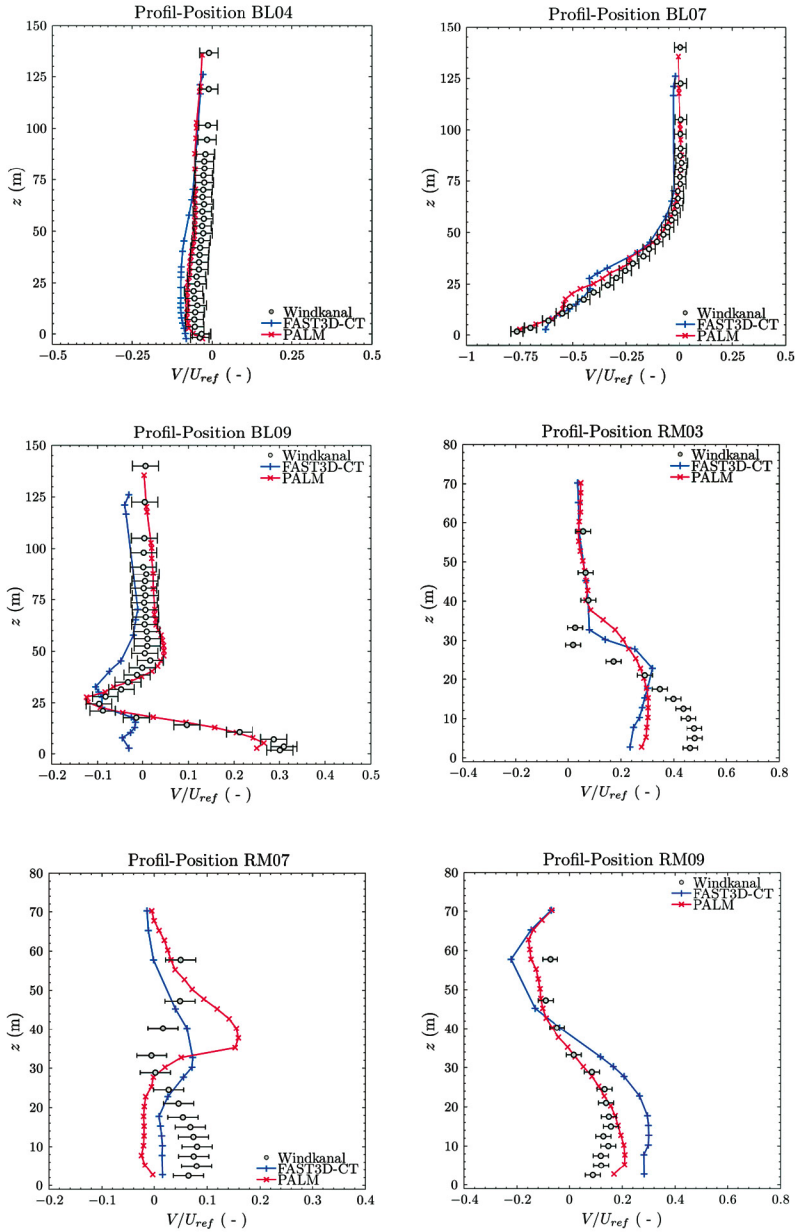 Profil-Position BL04
150
125
100
75
50
25
0
z (m)
Windkanal
FAST3D-CT
PALM
−0.5 −0.25 0 0.25 0.5
V/Uref ( - )
Profil-Position BL07
150
125
100
75
50
25
0
z (m)
Windkanal
FAST3D-CT
PALM
−1 −0.75 −0.5 −0.25 0 0.25 0.5
V/Uref ( - )
Profil-Position BL09
150
125
100
75
50
25
0
z (m)
Windkanal
FAST3D-CT
PALM
−0.2 −0.1 0 0.1 0.2 0.3 0.4 0.5
V/Uref ( - )
Profil-Position RM03
80
70
60
50
40
30
20
10
0
z (m)
Windkanal
FAST3D-CT
PALM
−0.4 −0.2 0 0.2 0.4 0.6 0.8
V/Uref ( - )
Profil-Position RM07
80
70
60
50
40
30
20
10
0
z (m)
Windkanal
FAST3D-CT
PALM
−0.2 −0.1 0 0.1 0.2 0.3 0.4
V/Uref ( - )
Profil-Position RM09
80
70
60
50
40
30
20
10
0
z (m)
Windkanal
FAST3D-CT
PALM
−0.4 −0.2 0 0.2 0.4 0.6 0.8
V/Uref ( - )